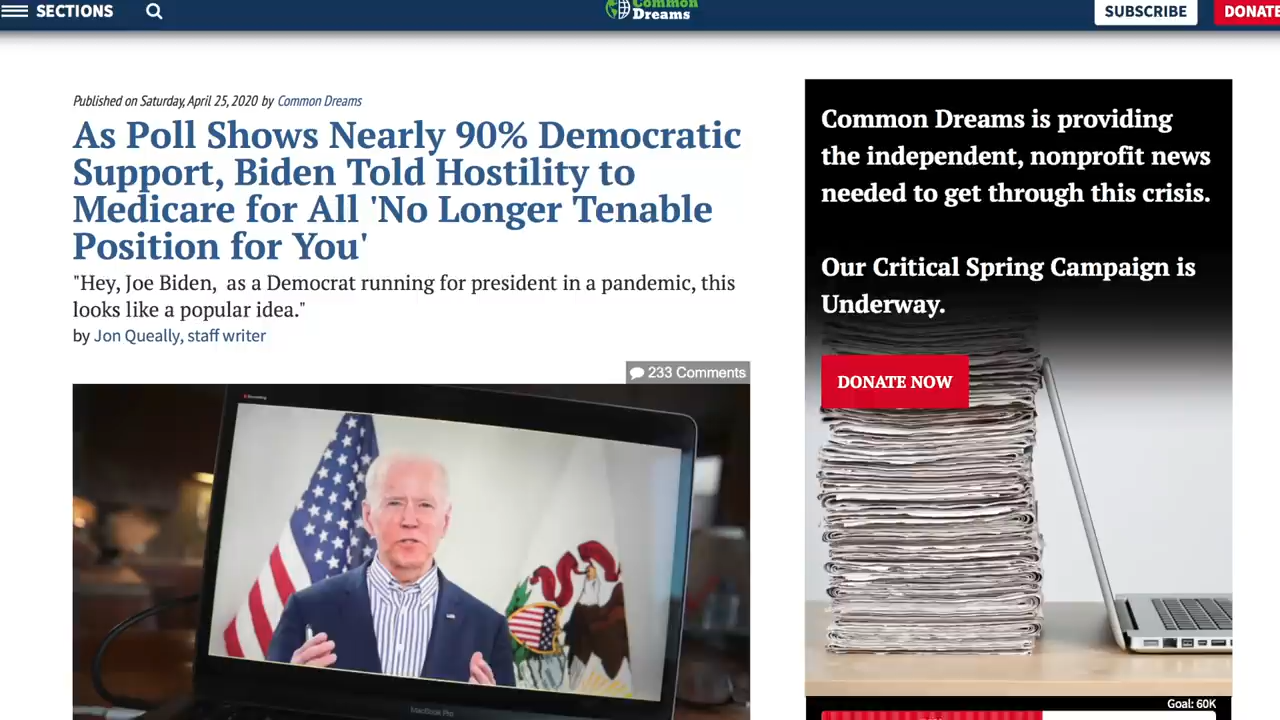 SECTIONS
Common
Dreams
SUBSCRIBE
DONATE
Published on Saturday, April 25, 2020 by Common Dreams
As Poll Shows Nearly 90% Democratic
Support, Biden Told Hostility to
Medicare for All 'No Longer Tenable
Position for You'
"Hey, Joe Biden, as a Democrat running for president in a pandemic, this
looks like a popular idea."
by Jon Queally, staff writer
233 Comments
MacBook Pro
Common Dreams is providing
the independent, nonprofit news
needed to get through this crisis.
Our Critical Spring Campaign is
Underway.
DONATE NOW
Goal: 60K